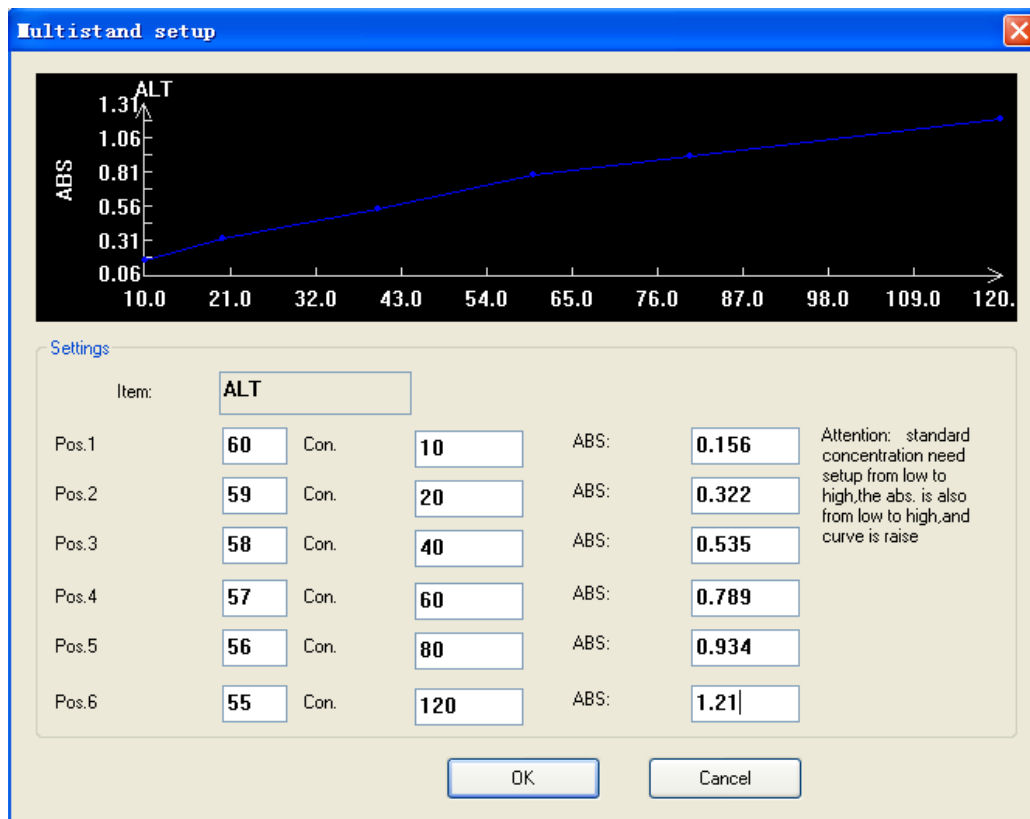 Multistand setup
ALT
1.31
1.06
0.81
0.56
0.31
0.06
ABS
10.0 21.0 32.0 43.0 54.0 65.0 76.0 87.0 98.0 109.0 120.
Settings
Item: ALT
Pos.1 60 Con. 10 ABS: 0.156
Pos.2 59 Con. 20 ABS: 0.322
Pos.3 58 Con. 40 ABS: 0.535
Pos.4 57 Con. 60 ABS: 0.789
Pos.5 56 Con. 80 ABS: 0.934
Pos.6 55 Con. 120 ABS: 1.21
Attention: standard
concentration need
setup from low to
high,the abs. is also
from low to high,and
curve is raise
OK Cancel